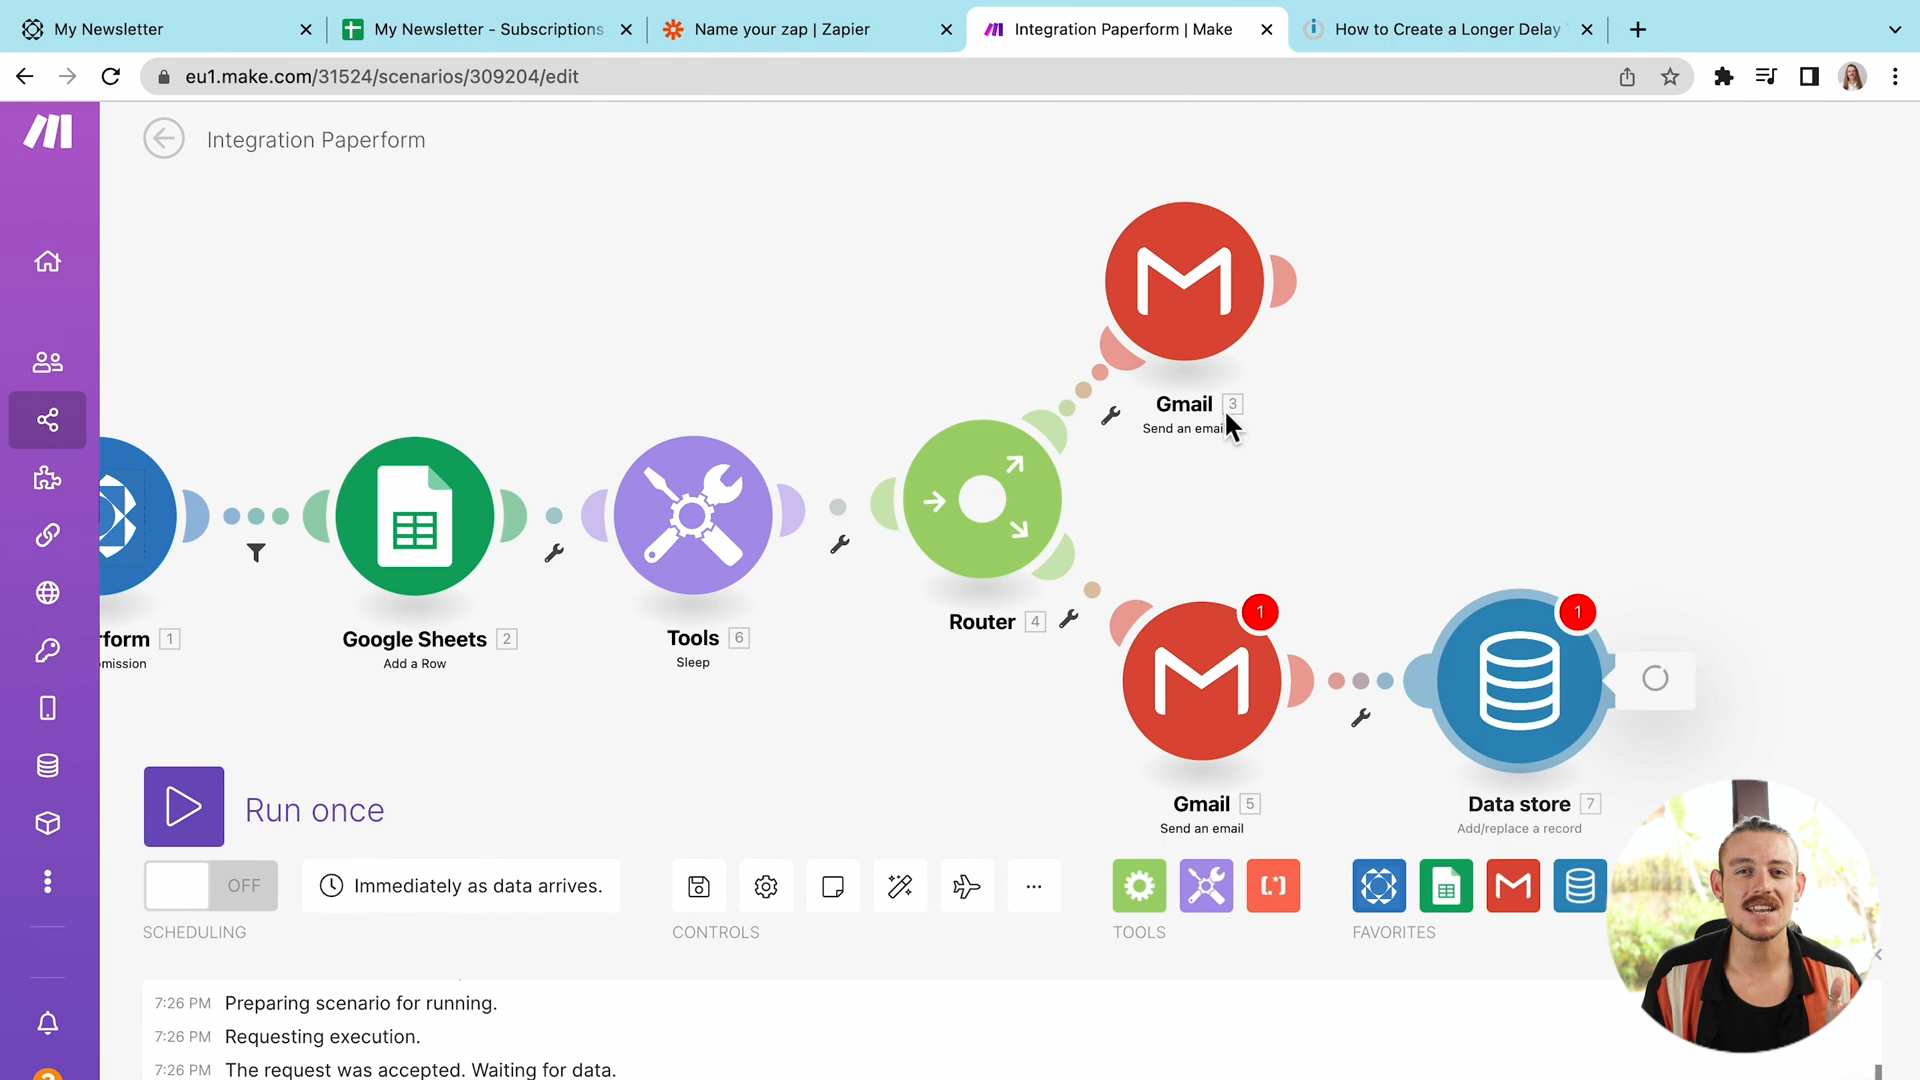 My Newsletter
My Newsletter - Subscriptions
Name your zap | Zapier
Integration Paperform | Make
How to Create a Longer Delay
eu1.make.com/31524/scenarios/309204/edit
Integration Paperform
Gmail 3
Send an emai
rform 1
mission
Google Sheets 2
Add a Row
Tools 6
Sleep
Router 4
1
Gmail 5
Send an email
1
Data store 7
Add/replace a record
Run once
OFF
Immediately as data arrives.
SCHEDULING
CONTROLS
TOOLS
FAVORITES
7:26 PM Preparing scenario for running.
7:26 PM Requesting execution.
7:26 PM The request was accepted. Waiting for data.